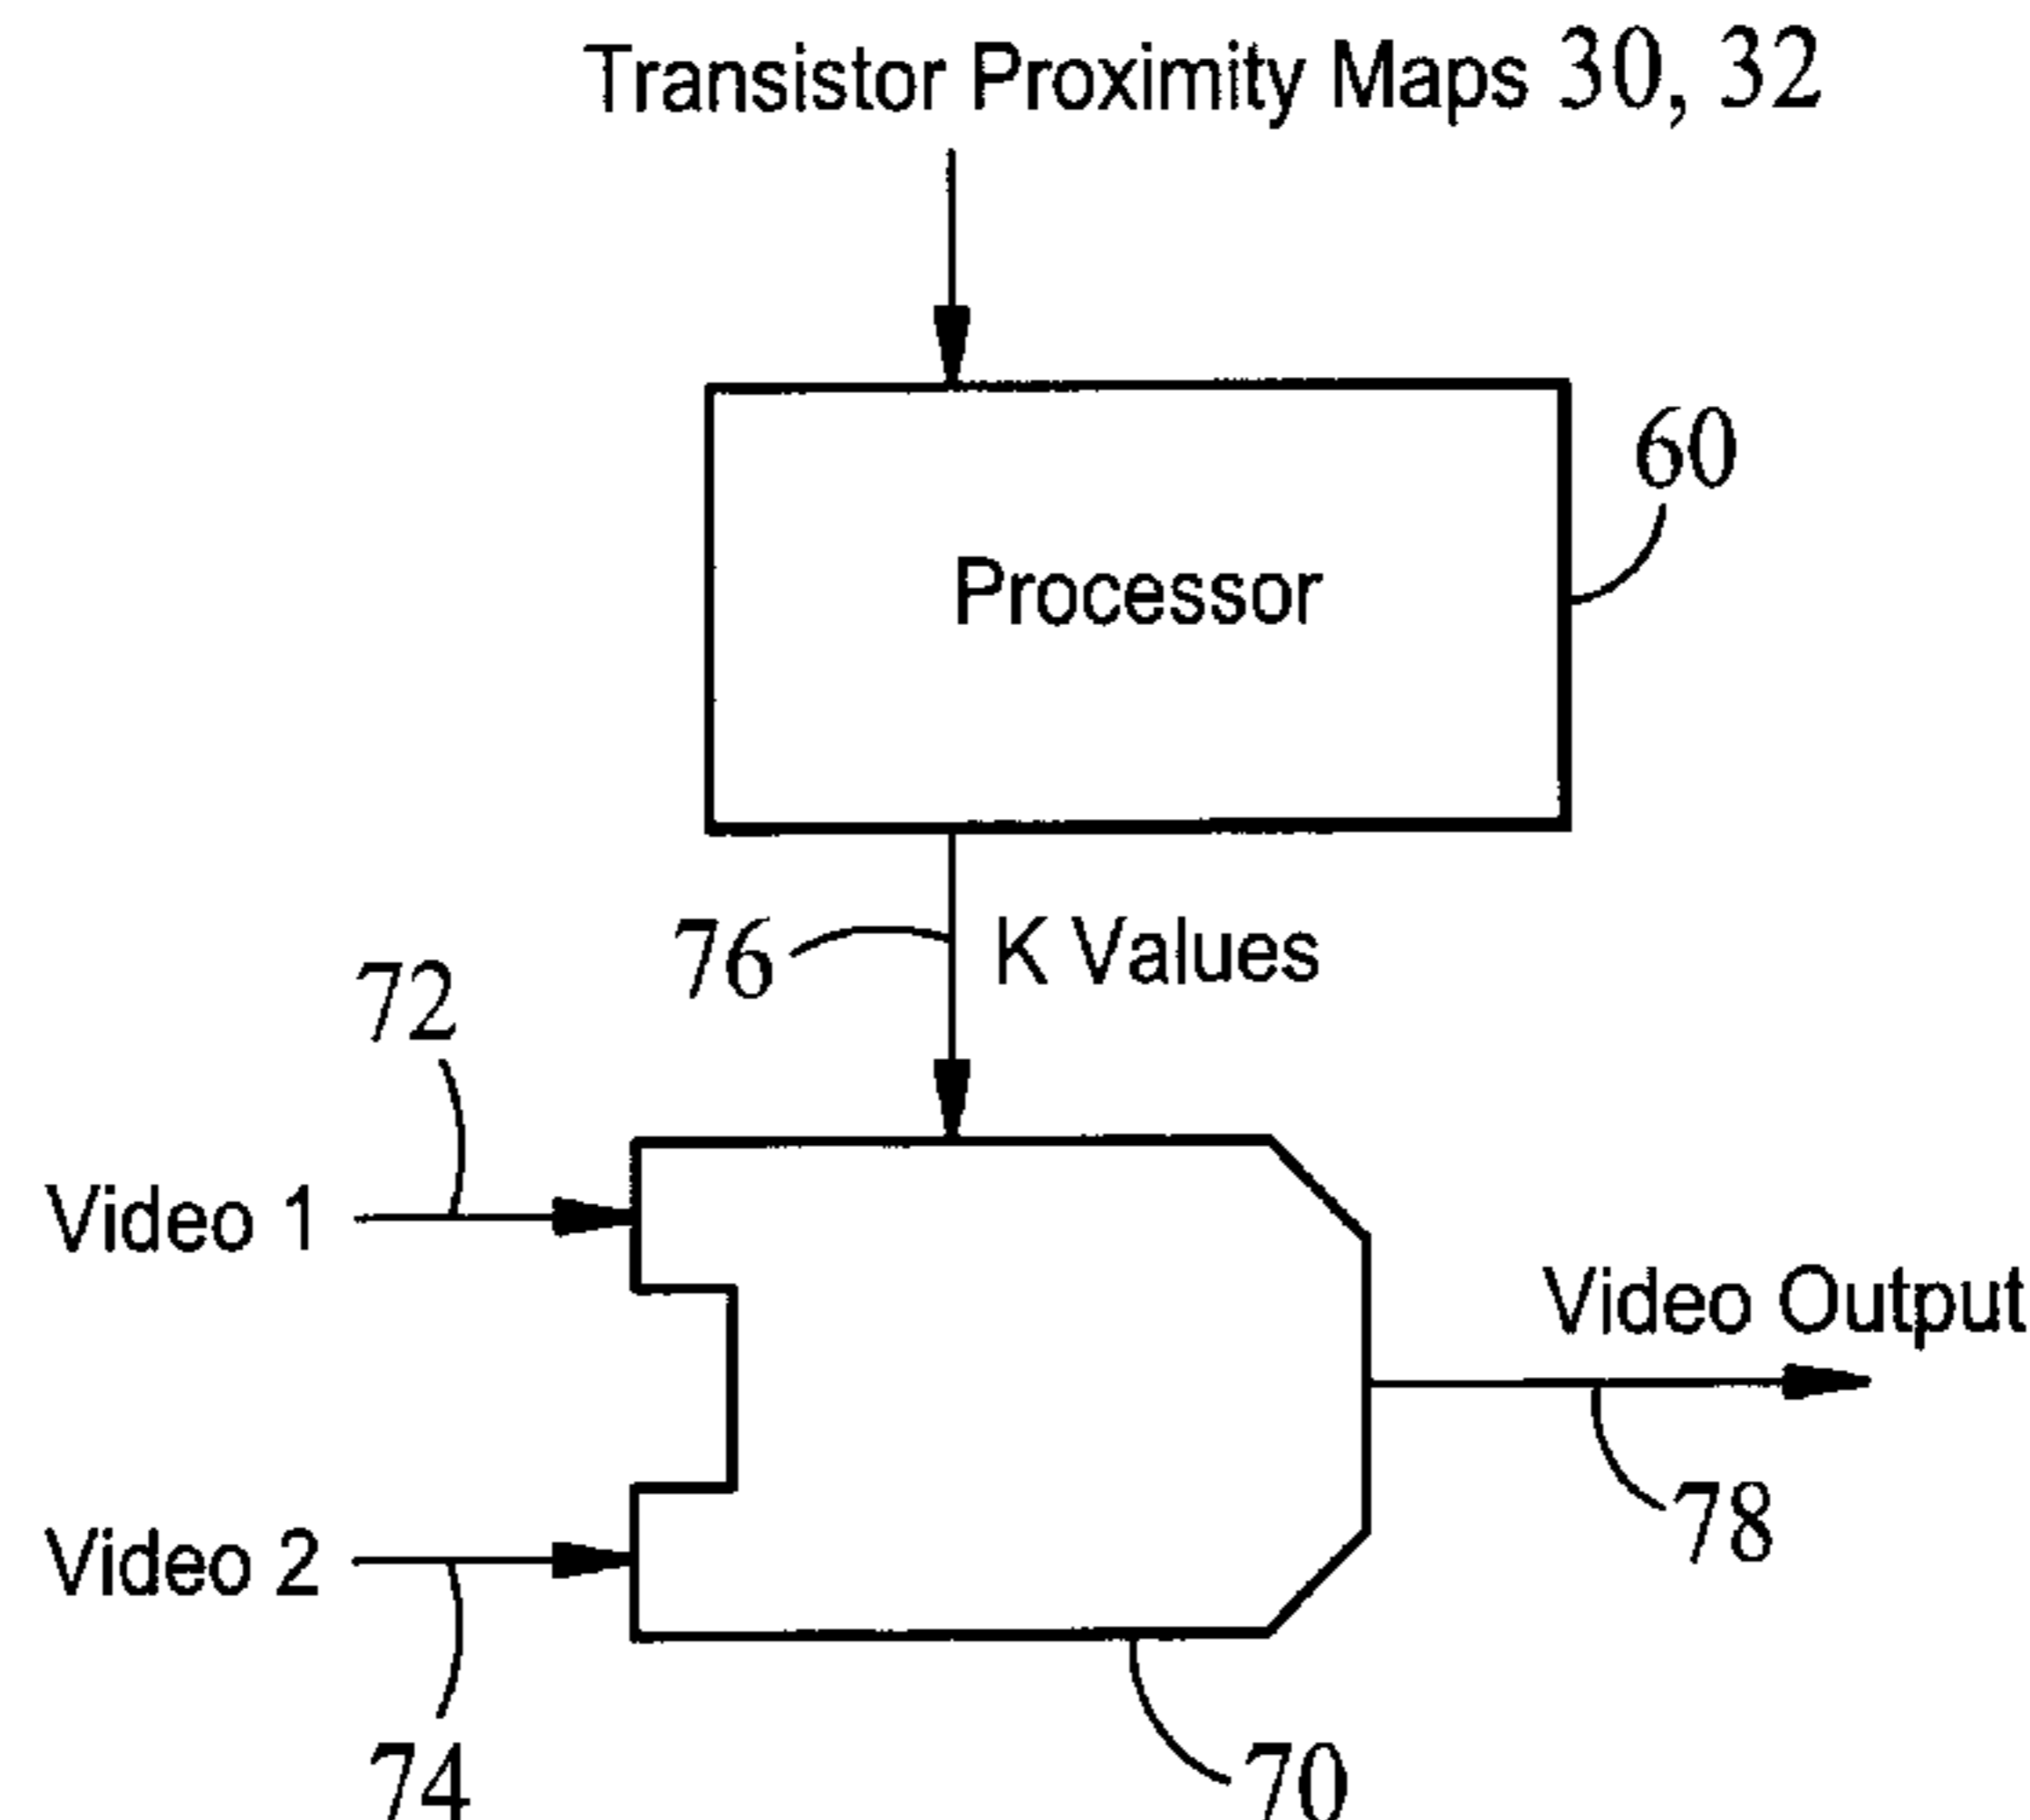 Transistor Proximity Maps 30, 32
60
Processor
76
K Values
72
Video 1
Video Output
78
Video 2
74
70